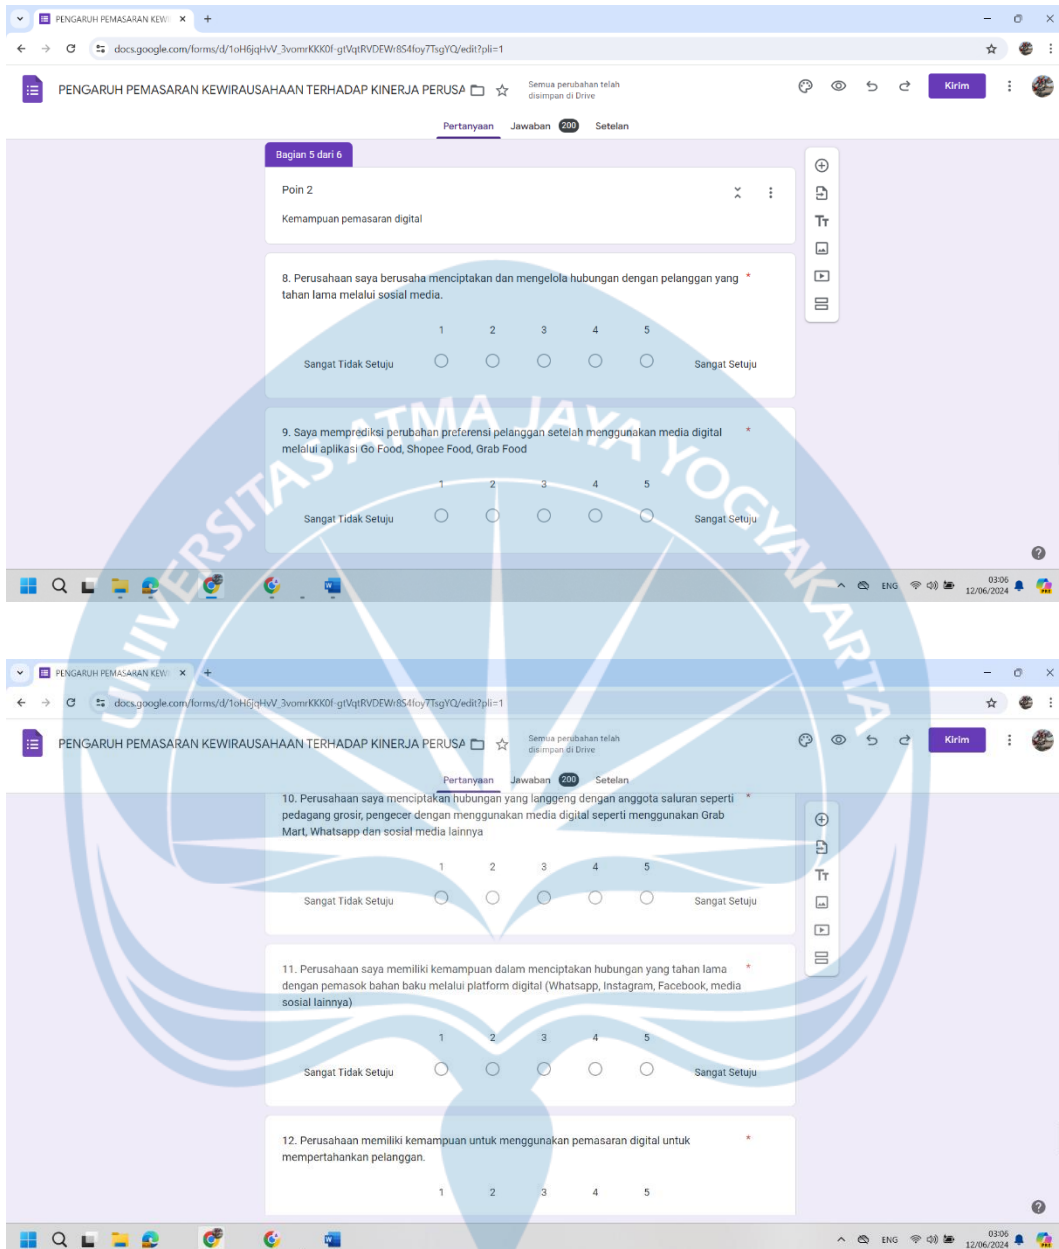 PENGARUH PEMASARAN KEWI
docs.google.com/forms/d/1oH6jqHvV_3vomrKKK0f-gtVqtRVDEWr8S4foy7TsgYQ/edit?pli=1
PENGARUH PEMASARAN KEWIRAUSAHAAN TERHADAP KINERJA PERUSA
Semua perubahan telah
disimpan di Drive
Kirim
Pertanyaan Jawaban 200 Setelan
Bagian 5 dari 6
Poin 2
Kemampuan pemasaran digital
8. Perusahaan saya berusaha menciptakan dan mengelola hubungan dengan pelanggan yang *
tahan lama melalui sosial media.
1 2 3 4 5
Sangat Tidak Setuju Sangat Setuju
9. Saya memprediksi perubahan preferensi pelanggan setelah menggunakan media digital *
melalui aplikasi Go Food, Shopee Food, Grab Food
1 2 3 4 5
Sangat Tidak Setuju Sangat Setuju
ENG 03:06
12/06/2024
UNIVERSITAS ATMA JAYA YOGYAKARTA
PENGARUH PEMASARAN KEWI
docs.google.com/forms/d/1oH6jqHvV_3vomrKKK0f-gtVqtRVDEWr8S4foy7TsgYQ/edit?pli=1
PENGARUH PEMASARAN KEWIRAUSAHAAN TERHADAP KINERJA PERUSA
Semua perubahan telah
disimpan di Drive
Kirim
Pertanyaan Jawaban 200 Setelan
10. Perusahaan saya menciptakan hubungan yang langgeng dengan anggota saluran seperti *
pedagang grosir, pengecer dengan menggunakan media digital seperti menggunakan Grab
Mart, Whatsapp dan sosial media lainnya
1 2 3 4 5
Sangat Tidak Setuju Sangat Setuju
11. Perusahaan saya memiliki kemampuan dalam menciptakan hubungan yang tahan lama *
dengan pemasok bahan baku melalui platform digital (Whatsapp, Instagram, Facebook, media
sosial lainnya)
1 2 3 4 5
Sangat Tidak Setuju Sangat Setuju
12. Perusahaan memiliki kemampuan untuk menggunakan pemasaran digital untuk *
mempertahankan pelanggan.
1 2 3 4 5
ENG 03:06
12/06/2024